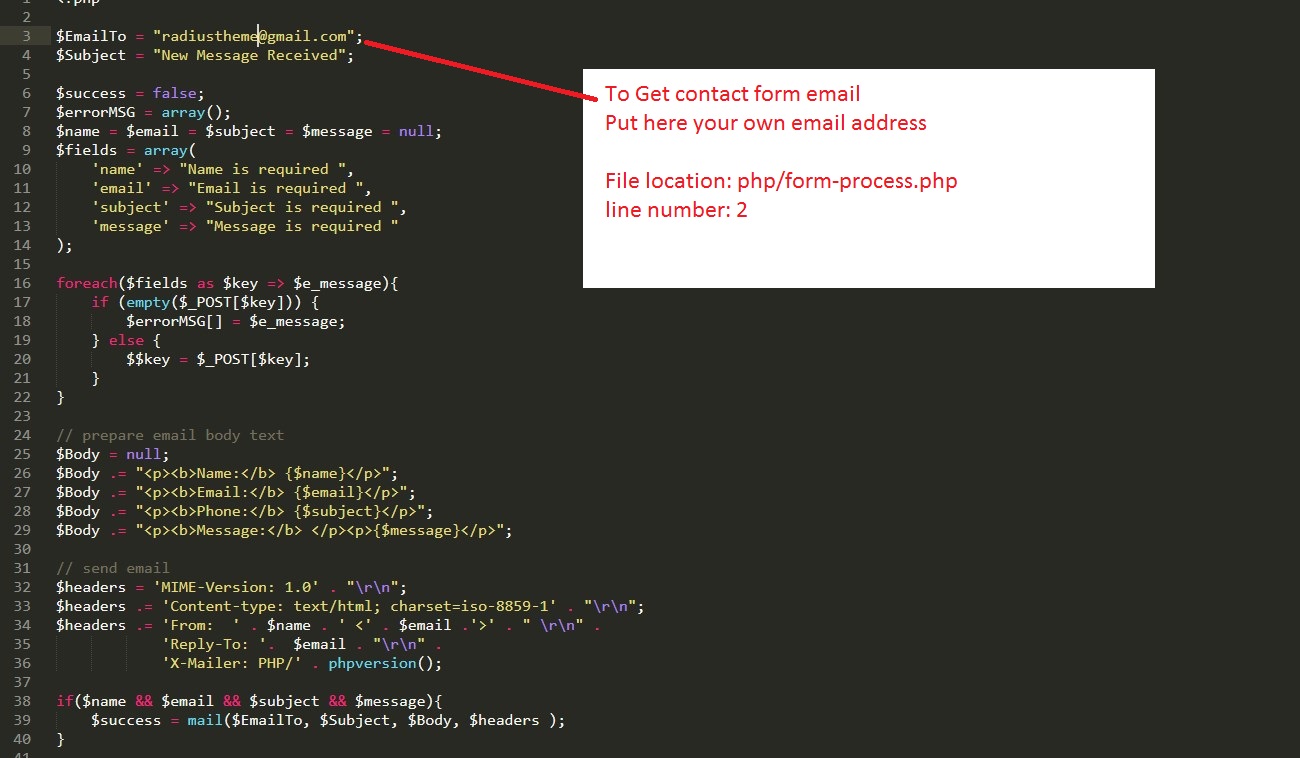 1 <?php
2
3 $EmailTo = "radiustheme@gmail.com";
4 $Subject = "New Message Received";
5
6 $success = false;
7 $errorMSG = array();
8 $name = $email = $subject = $message = null;
9 $fields = array(
10     'name' => "Name is required ",
11     'email' => "Email is required ",
12     'subject' => "Subject is required ",
13     'message' => "Message is required "
14 );
15
16 foreach($fields as $key => $e_message){
17     if (empty($_POST[$key])) {
18         $errorMSG[] = $e_message;
19     } else {
20         $$key = $_POST[$key];
21     }
22 }
23
24 // prepare email body text
25 $Body = null;
26 $Body .= "<p><b>Name:</b> {$name}</p>";
27 $Body .= "<p><b>Email:</b> {$email}</p>";
28 $Body .= "<p><b>Phone:</b> {$subject}</p>";
29 $Body .= "<p><b>Message:</b> </p><p>{$message}</p>";
30
31 // send email
32 $headers = 'MIME-Version: 1.0' . "\r\n";
33 $headers .= 'Content-type: text/html; charset=iso-8859-1' . "\r\n";
34 $headers .= 'From:  ' . $name . ' <' . $email .'>' . " \r\n" .
35             'Reply-To: '.  $email . "\r\n" .
36             'X-Mailer: PHP/' . phpversion();
37
38 if($name && $email && $subject && $message){
39     $success = mail($EmailTo, $Subject, $Body, $headers );
40 }
41
To Get contact form email
Put here your own email address
File location: php/form-process.php
line number: 2